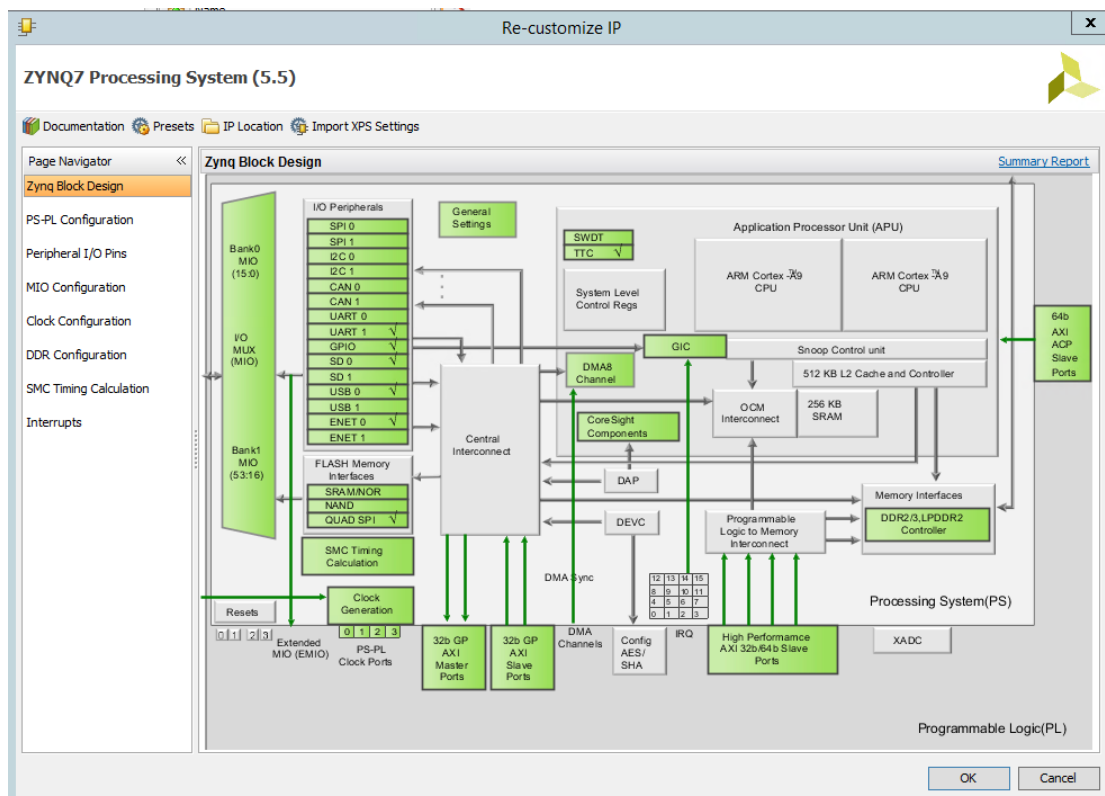 Re-customize IP
X
ZYNQ7 Processing System (5.5)
Documentation Presets IP Location Import XPS Settings
Page Navigator «
Zynq Block Design
PS-PL Configuration
Peripheral I/O Pins
MIO Configuration
Clock Configuration
DDR Configuration
SMC Timing Calculation
Interrupts
Zynq Block Design
Summary Report
Bank0
MIO
(15:0)
I/O
MUX
(MIO)
Bank1
MIO
(53:16)
I/O Peripherals
SPI 0
SPI 1
I2C 0
I2C 1
CAN 0
CAN 1
UART 0
UART 1 √
GPIO √
SD 0 √
SD 1
USB 0 √
USB 1
ENET 0 √
ENET 1
FLASH Memory
Interfaces
SRAM/NOR
NAND
QUAD SPI √
SMC Timing
Calculation
General
Settings
Application Processor Unit (APU)
SWDT
TTC √
System Level
Control Regs
ARM Cortex ™A9
CPU
ARM Cortex ™A9
CPU
GIC
Snoop Control unit
DMA8
Channel
512 KB L2 Cache and Controller
OCM
Interconnect
256 KB
SRAM
CoreSight
Components
Central
Interconnect
DAP
DEVC
Programmable
Logic to Memory
Interconnect
Memory Interfaces
DDR2/3,LPDDR2
Controller
64b
AXI
ACP
Slave
Ports
DMA Sync
12 13 14 15
8 9 10 11
4 5 6 7
0 1 2 3
Processing System(PS)
Resets
0 1 2 3
Clock
Generation
0 1 2 3
Extended
MIO (EMIO)
PS-PL
Clock Ports
32b GP
AXI
Master
Ports
32b GP
AXI
Slave
Ports
DMA
Channels
Config
AES/
SHA
IRQ
High Performamce
AXI 32b/64b Slave
Ports
XADC
Programmable Logic(PL)
OK
Cancel